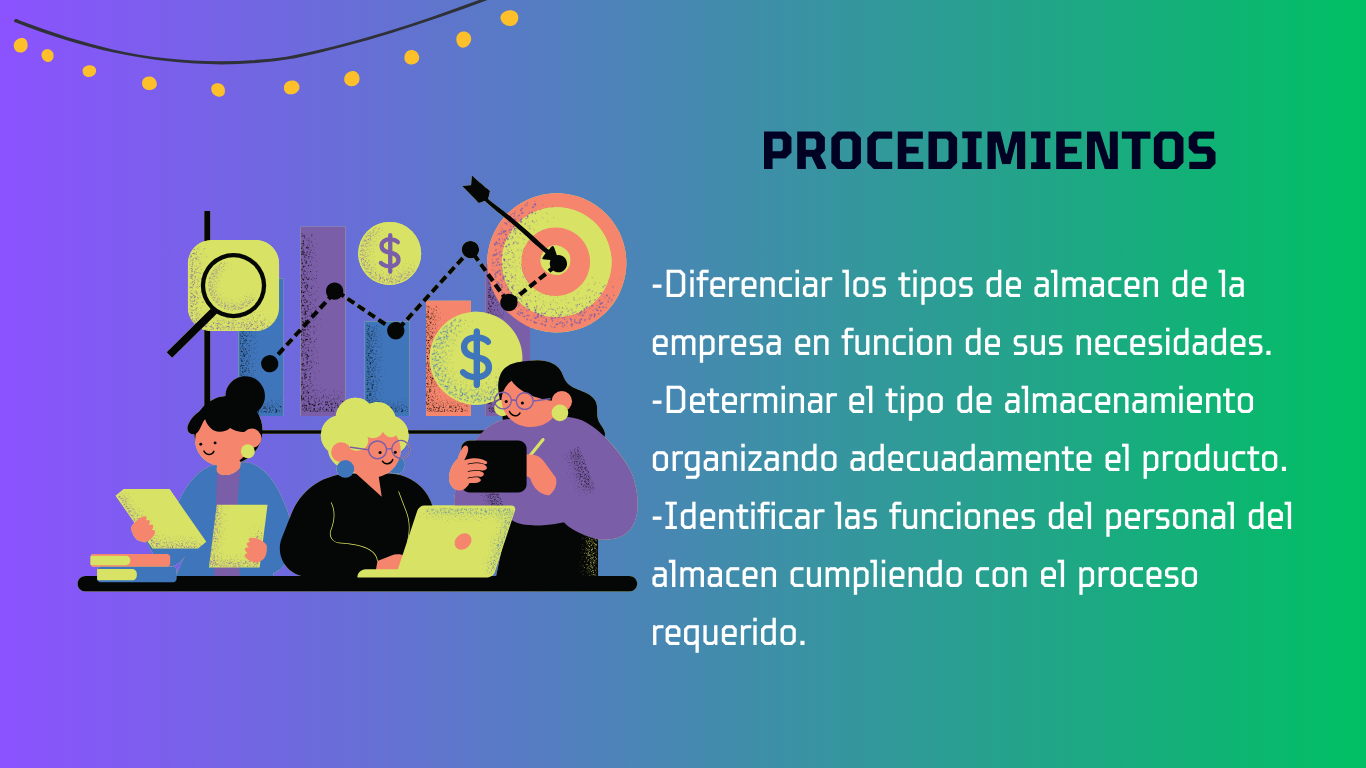 PROCEDIMIENTOS
-Diferenciar los tipos de almacen de la
empresa en funcion de sus necesidades.
-Determinar el tipo de almacenamiento
organizando adecuadamente el producto.
-Identificar las funciones del personal del
almacen cumpliendo con el proceso
requerido.
$
$